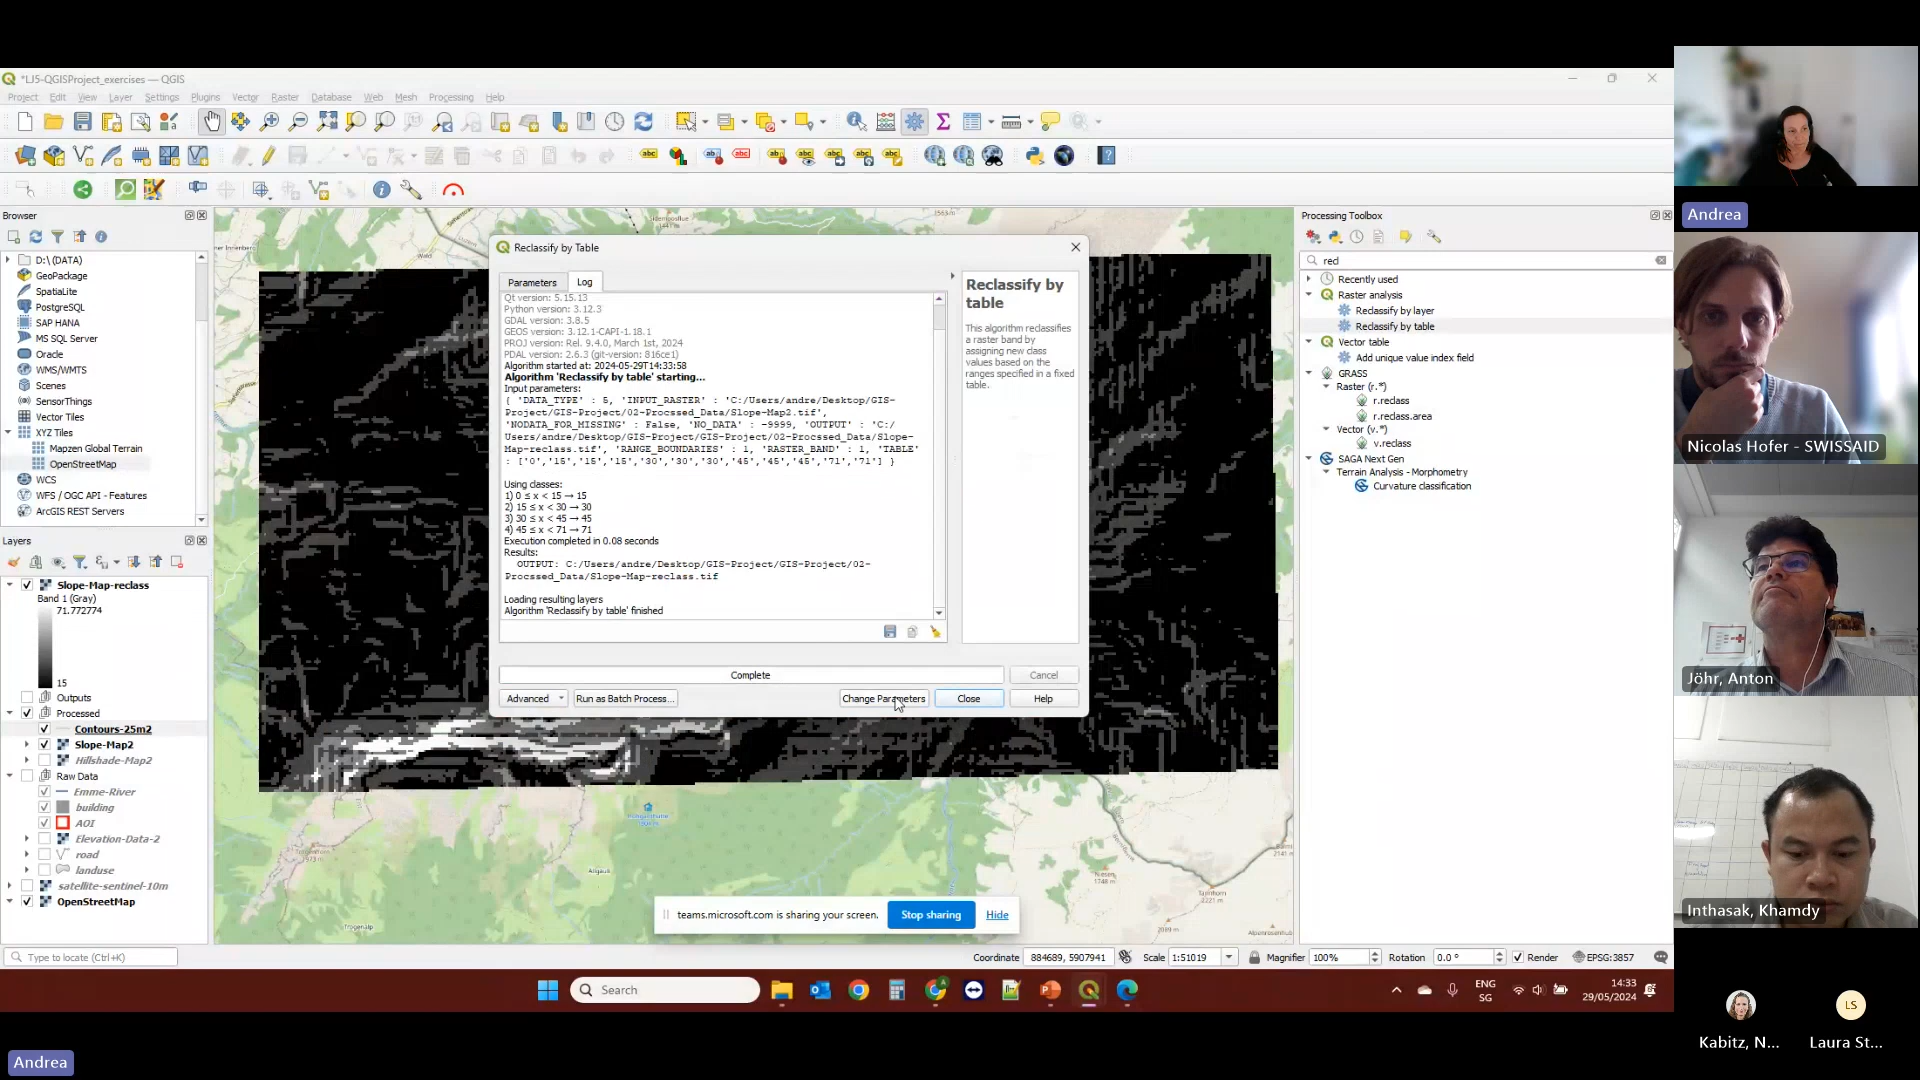 *LJ5-QGISProject_exercises — QGIS
Project Edit View Layer Settings Plugins Vector Raster Database Web Mesh Processing Help
Browser
D:\ (DATA)
GeoPackage
SpatiaLite
PostgreSQL
SAP HANA
MS SQL Server
Oracle
WMS/WMTS
Scenes
SensorThings
Vector Tiles
XYZ Tiles
Mapzen Global Terrain
OpenStreetMap
WCS
WFS / OGC API - Features
ArcGIS REST Servers
Layers
Slope-Map-reclass
Band 1 (Gray)
71.772774
15
Outputs
Processed
Contours-25m2
Slope-Map2
Hillshade-Map2
Raw Data
Emme-River
building
AOI
Elevation-Data-2
road
landuse
satellite-sentinel-10m
OpenStreetMap
Reclassify by Table
Parameters Log
Qt version: 5.15.13
Python version: 3.12.3
GDAL version: 3.8.5
GEOS version: 3.12.1-CAPI-1.18.1
PROJ version: Rel. 9.4.0, March 1st, 2024
PDAL version: 2.6.3 (git-version: 816ce1)
Algorithm started at: 2024-05-29T14:33:58
Algorithm 'Reclassify by table' starting...
Input parameters:
{ 'DATA_TYPE' : 5, 'INPUT_RASTER' : 'C:/Users/andre/Desktop/GIS-
Project/GIS-Project/02-Procssed_Data/Slope-Map2.tif',
'NODATA_FOR_MISSING' : False, 'NO_DATA' : -9999, 'OUTPUT' : 'C:/
Users/andre/Desktop/GIS-Project/GIS-Project/02-Procssed_Data/Slope-
Map-reclass.tif', 'RANGE_BOUNDARIES' : 1, 'RASTER_BAND' : 1, 'TABLE'
: ['0','15','15','15','30','30','30','45','45','45','71','71'] }
Using classes:
1) 0 ≤ x < 15 → 15
2) 15 ≤ x < 30 → 30
3) 30 ≤ x < 45 → 45
4) 45 ≤ x < 71 → 71
Execution completed in 0.08 seconds
Results:
OUTPUT: C:/Users/andre/Desktop/GIS-Project/GIS-Project/02-
Procssed_Data/Slope-Map-reclass.tif
Loading resulting layers
Algorithm 'Reclassify by table' finished
Reclassify by
table
This algorithm reclassifies
a raster band by
assigning new class
values based on the
ranges specified in a fixed
table.
Complete
Cancel
Advanced
Run as Batch Process...
Change Parameters
Close
Help
Processing Toolbox
recl
Recently used
Raster analysis
Reclassify by layer
Reclassify by table
Vector table
Add unique value index field
GRASS
Raster (r.*)
r.reclass
r.reclass.area
Vector (v.*)
v.reclass
SAGA Next Gen
Terrain Analysis - Morphometry
Curvature classification
teams.microsoft.com is sharing your screen.
Stop sharing
Hide
Type to locate (Ctrl+K)
Coordinate 884689, 5907941
Scale 1:51019
Magnifier 100%
Rotation 0.0 °
Render
EPSG:3857
Search
ENG
SG
14:33
29/05/2024
Andrea
Nicolas Hofer - SWISSAID
Jöhr, Anton
Inthasak, Khamdy
LS
Kabitz, N...
Laura St...
Andrea